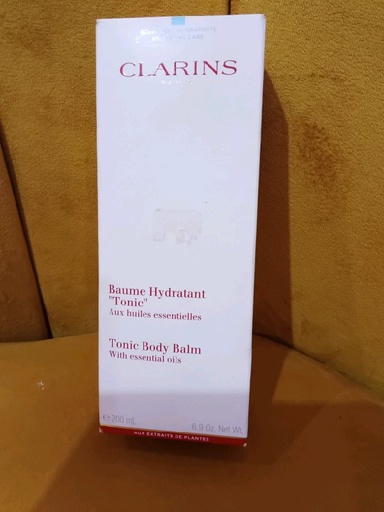 CLARINS
Baume Hydratant
"Tonic"
Aux huiles essentielles
Tonic Body Balm
With essential oils
e 200 mL
6.9 Oz. Net Wt.
AUX EXTRAITS DE PLANTES